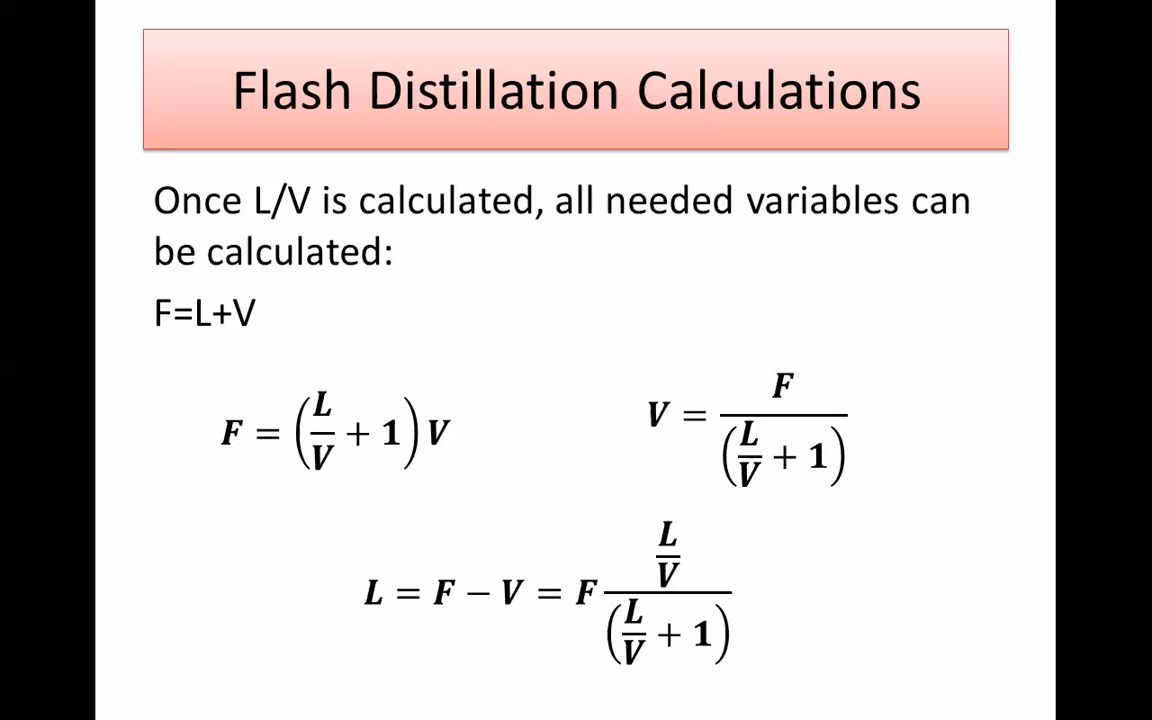 Flash Distillation Calculations
Once L/V is calculated, all needed variables can
be calculated:
F=L+V
F = (L/V + 1) V
V = F / (L/V + 1)
L = F − V = F (L/V) / (L/V + 1)